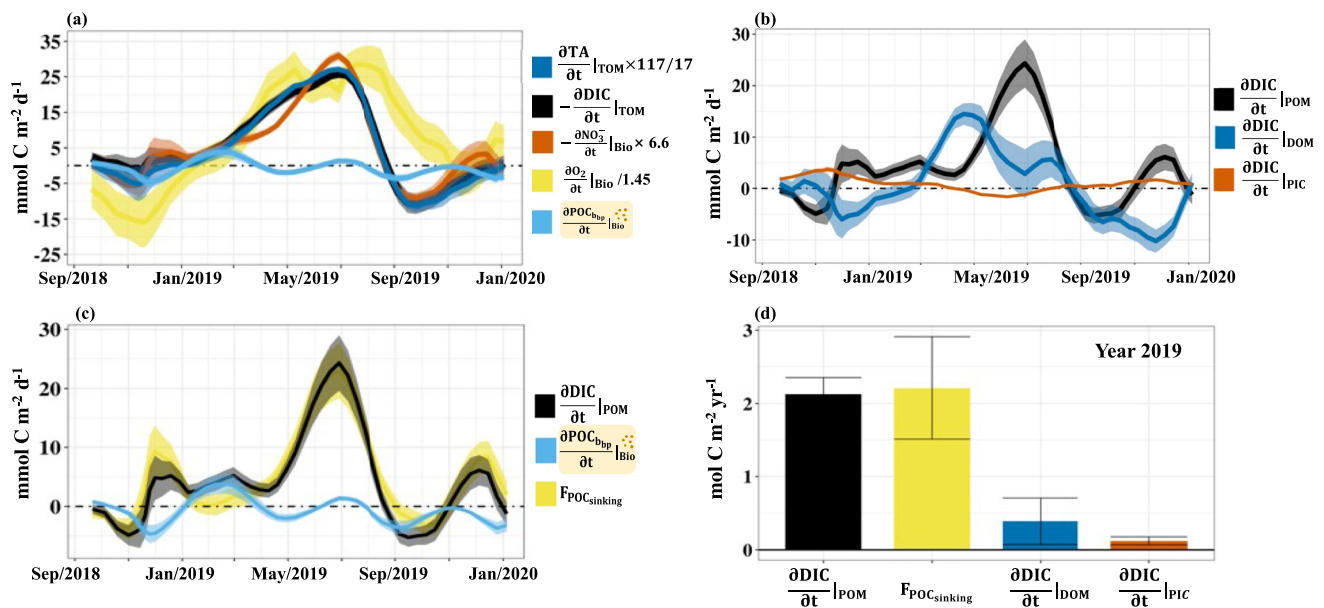 (a)
mmol C m⁻² d⁻¹
35
25
15
5
-5
-15
-25
Sep/2018 Jan/2019 May/2019 Sep/2019 Jan/2020
∂TA/∂t|TOM×117/17
−∂DIC/∂t|TOM
−∂NO₃⁻/∂t|Bio × 6.6
∂O₂/∂t|Bio /1.45
∂POC_bbp/∂t|Bio
(b)
mmol C m⁻² d⁻¹
30
20
10
0
-10
Sep/2018 Jan/2019 May/2019 Sep/2019 Jan/2020
∂DIC/∂t|POM
∂DIC/∂t|DOM
∂DIC/∂t|PIC
(c)
mmol C m⁻² d⁻¹
30
20
10
0
Sep/2018 Jan/2019 May/2019 Sep/2019 Jan/2020
∂DIC/∂t|POM
∂POC_bbp/∂t|Bio
F_POCsinking
(d)
Year 2019
mol C m⁻² yr⁻¹
3
2
1
0
∂DIC/∂t|POM F_POCsinking ∂DIC/∂t|DOM ∂DIC/∂t|PIC